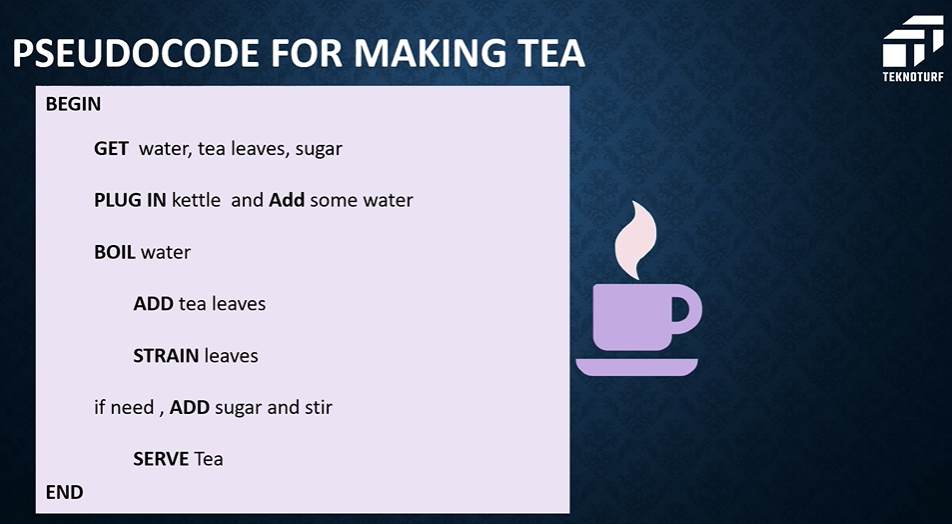 PSEUDOCODE FOR MAKING TEA
TEKNOTURF
BEGIN
GET water, tea leaves, sugar
PLUG IN kettle and Add some water
BOIL water
ADD tea leaves
STRAIN leaves
if need , ADD sugar and stir
SERVE Tea
END